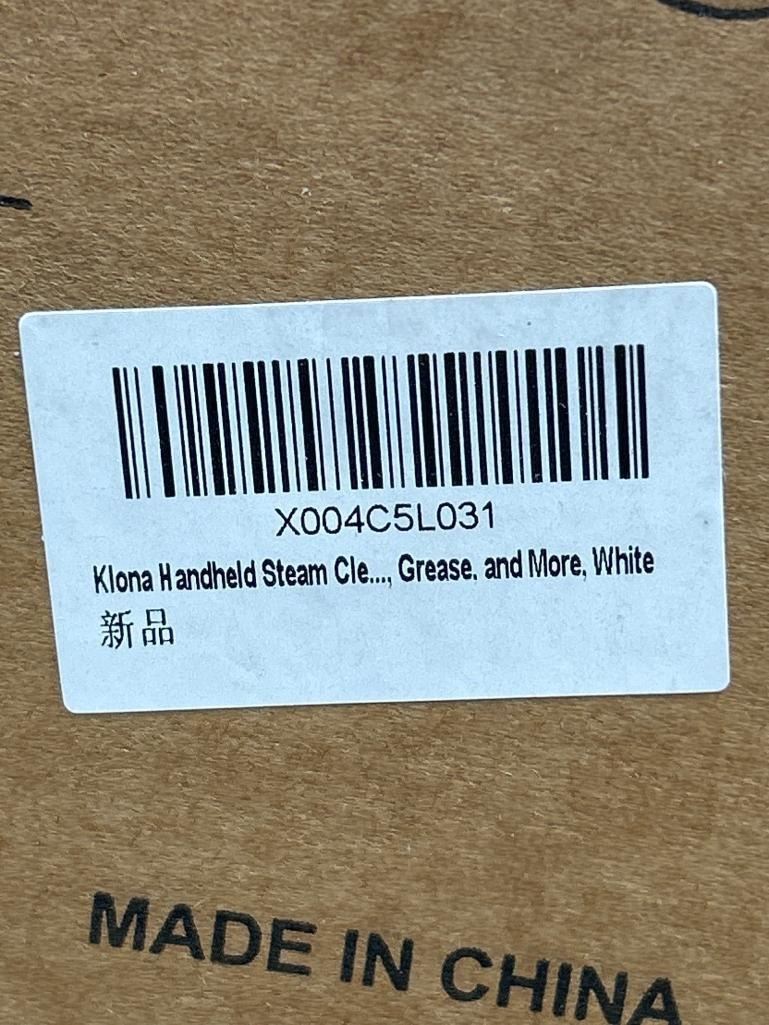 X004C5L031
Klona Handheld Steam Cle..., Grease, and More, White
新品
MADE IN CHINA